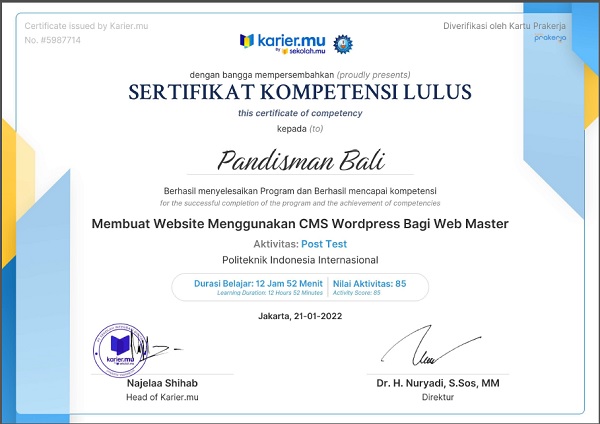 Certificate issued by Karier.mu
No. #5987714
Diverifikasi oleh Kartu Prakerja
prakerja
karier.mu
by sekolah.mu
dengan bangga mempersembahkan (proudly presents)
SERTIFIKAT KOMPETENSI LULUS
this certificate of competency
kepada (to)
Pandisman Bali
Berhasil menyelesaikan Program dan Berhasil mencapai kompetensi
for the successful completion of the program and the achievement of competencies
Membuat Website Menggunakan CMS Wordpress Bagi Web Master
Aktivitas: Post Test
Politeknik Indonesia Internasional
Durasi Belajar: 12 Jam 52 Menit
Learning Duration: 12 Hours 52 Minutes
Nilai Aktivitas: 85
Activity Score: 85
Jakarta, 21-01-2022
karier.mu
Najelaa Shihab
Head of Karier.mu
Dr. H. Nuryadi, S.Sos, MM
Direktur